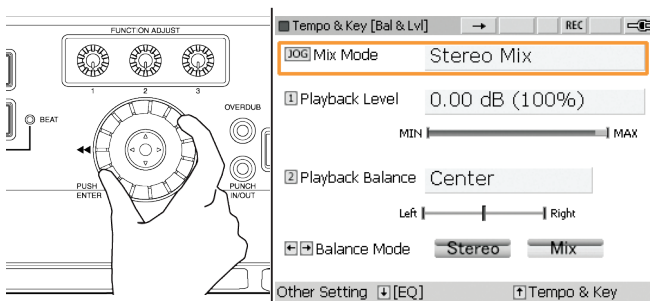 FUNCTION ADJUST
1 2 3
BEAT
OVERDUB
PUSH
ENTER
PUNCH
IN/OUT
Tempo & Key [Bal & Lvl] → REC
JOG Mix Mode Stereo Mix
1 Playback Level 0.00 dB (100%)
MIN MAX
2 Playback Balance Center
Left Right
←→ Balance Mode Stereo Mix
Other Setting ↓ [EQ] ↑ Tempo & Key